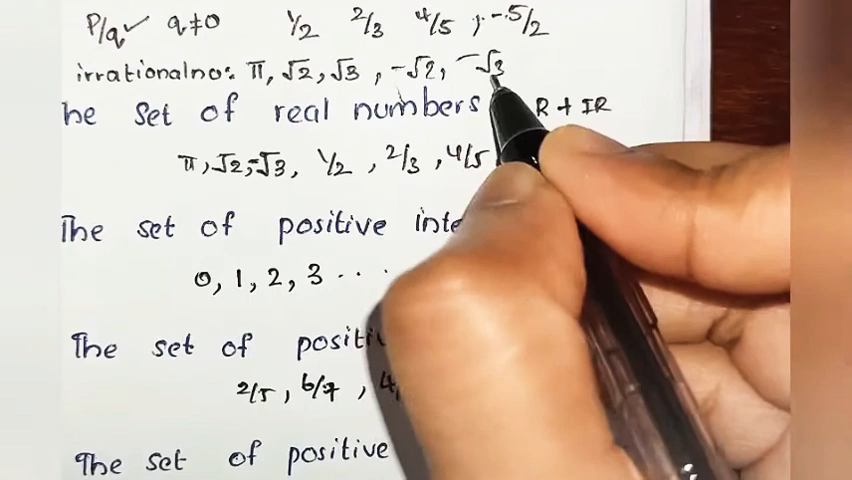 P/q✓ q≠0 1/2 2/3 4/5 ; -5/2
irrational no: π, √2, √3, -√2, -√3
he set of real numbers R + IR
π, √2, -√3, 1/2, 2/3, 4/5
The set of positive inte
0, 1, 2, 3 ....
The set of positi
2/5, 6/7, 4
The set of positive